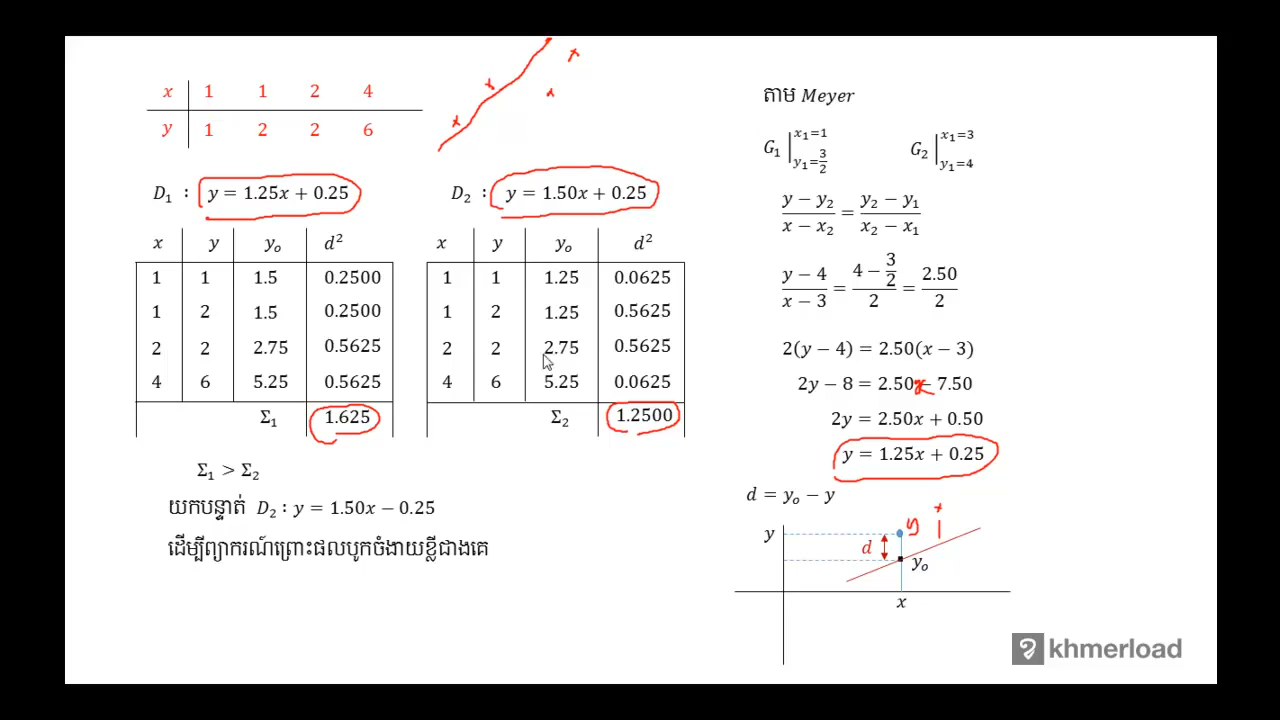 x 1 1 2 4
y 1 2 2 6
D₁ : y = 1.25x + 0.25
D₂ : y = 1.50x + 0.25
x y yₒ d²
1 1 1.5 0.2500
1 2 1.5 0.2500
2 2 2.75 0.5625
4 6 5.25 0.5625
Σ₁ 1.625
x y yₒ d²
1 1 1.25 0.0625
1 2 1.25 0.5625
2 2 2.75 0.5625
4 6 5.25 0.0625
Σ₂ 1.2500
Σ₁ > Σ₂
យកបន្ទាត់ D₂ : y = 1.50x − 0.25
ដើម្បីព្យាករណ៍ព្រោះផលបូកចំងាយខ្លីជាងគេ
តាម Meyer
G₁ | x₁=1 y₁=3/2 G₂ | x₁=3 y₁=4
(y − y₂)/(x − x₂) = (y₂ − y₁)/(x₂ − x₁)
(y − 4)/(x − 3) = (4 − 3/2)/2 = 2.50/2
2(y − 4) = 2.50(x − 3)
2y − 8 = 2.50x − 7.50
2y = 2.50x + 0.50
y = 1.25x + 0.25
d = yₒ − y
y d y yₒ
x
khmerload